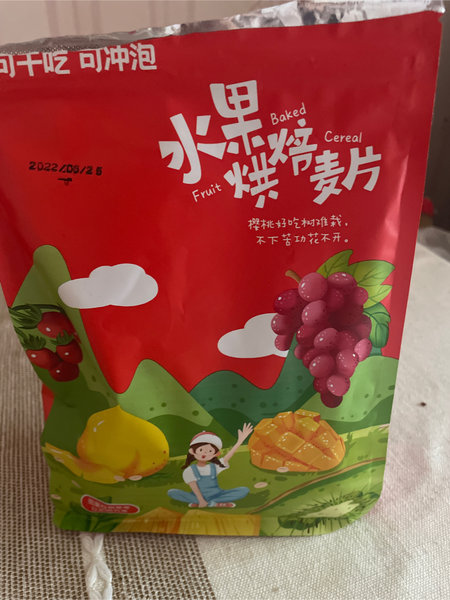 可干吃 可冲泡
水果
Baked
Cereal
Fruit
烘焙麦片
2022/09/26
樱桃好吃树难栽,
不下苦功花不开。